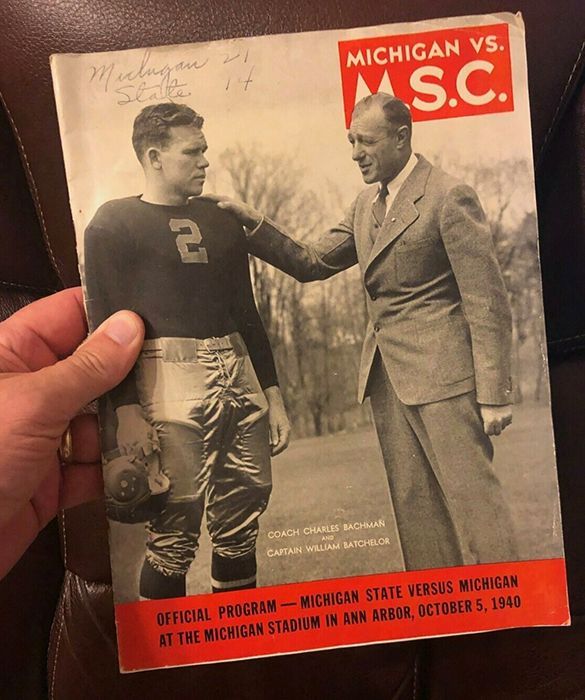 Michigan 21
State 14
MICHIGAN VS.
M.S.C.
2
COACH CHARLES BACHMAN
AND
CAPTAIN WILLIAM BATCHELOR
OFFICIAL PROGRAM — MICHIGAN STATE VERSUS MICHIGAN
AT THE MICHIGAN STADIUM IN ANN ARBOR, OCTOBER 5, 1940